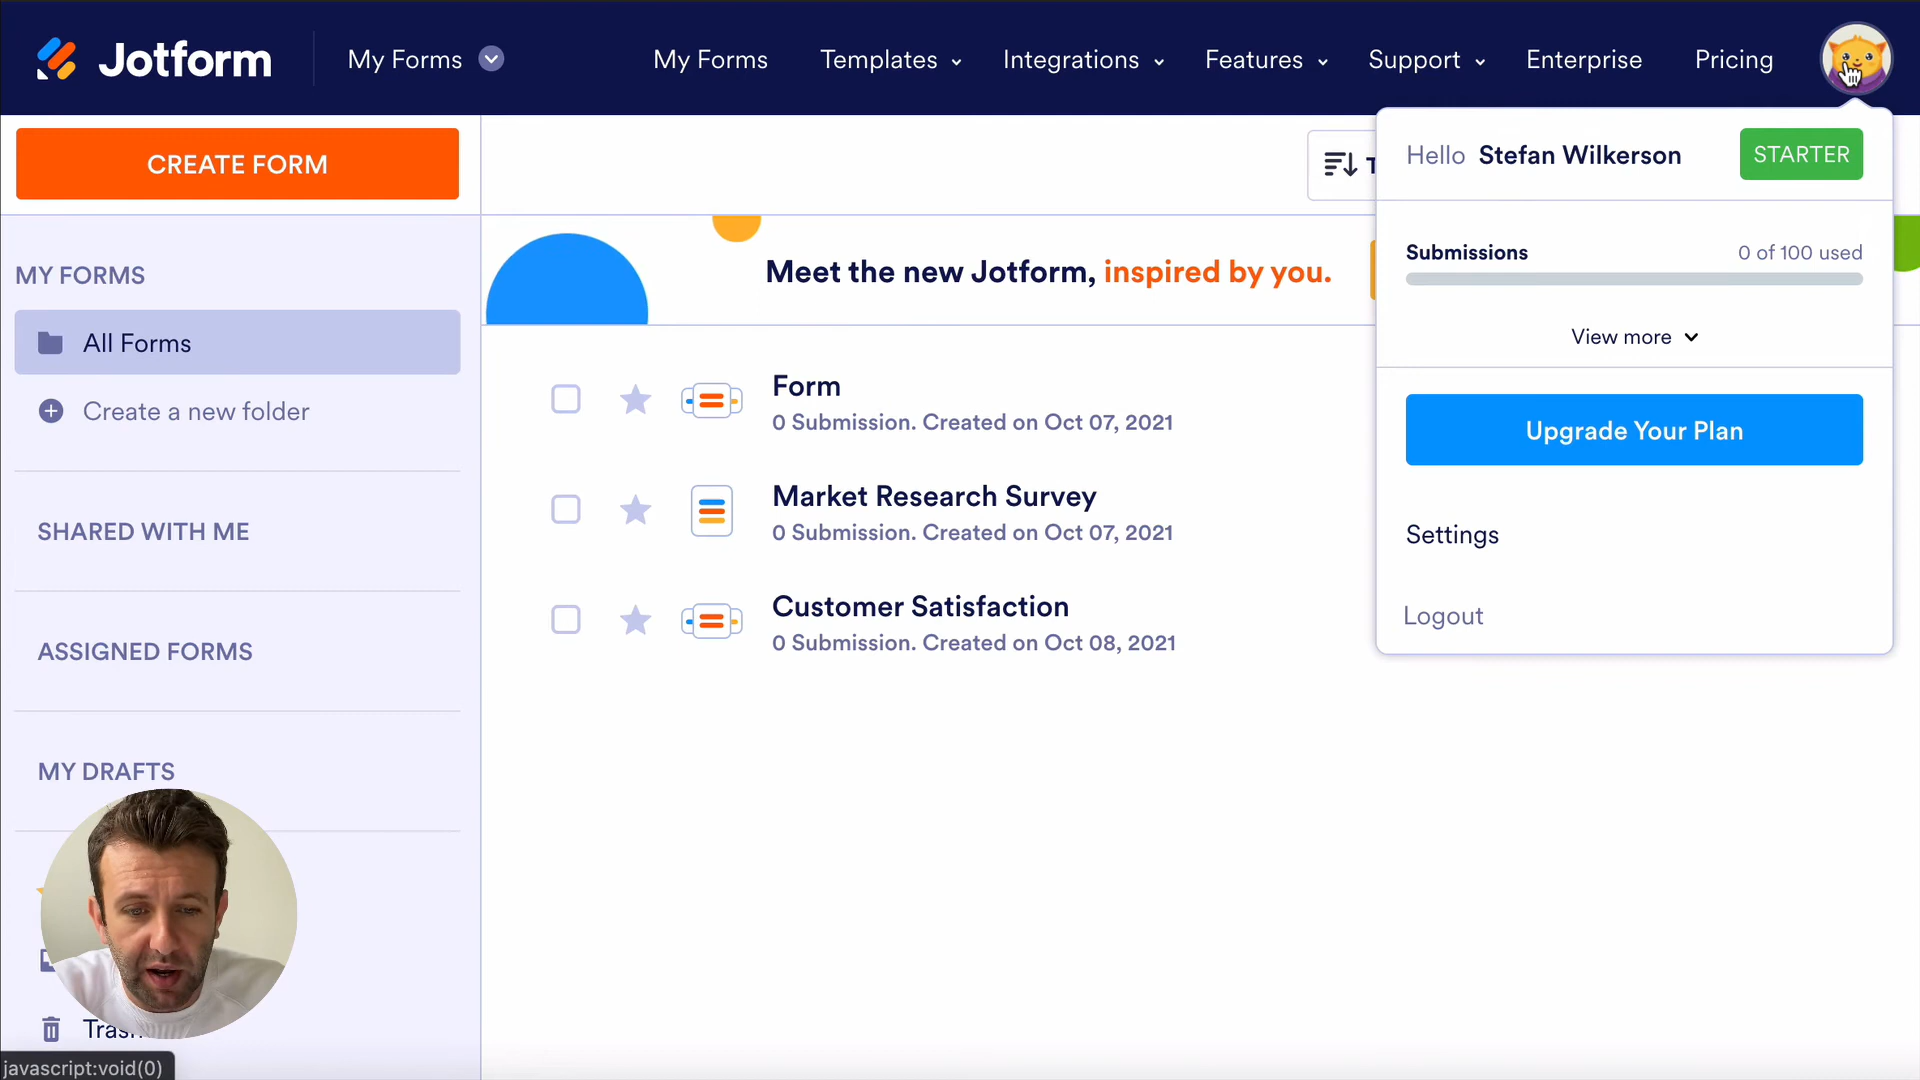 Jotform
My Forms
My Forms
Templates
Integrations
Features
Support
Enterprise
Pricing
CREATE FORM
Hello Stefan Wilkerson
STARTER
MY FORMS
All Forms
Create a new folder
SHARED WITH ME
ASSIGNED FORMS
MY DRAFTS
Meet the new Jotform, inspired by you.
Form
0 Submission. Created on Oct 07, 2021
Market Research Survey
0 Submission. Created on Oct 07, 2021
Customer Satisfaction
0 Submission. Created on Oct 08, 2021
Submissions
0 of 100 used
View more
Upgrade Your Plan
Settings
Logout
javascript:void(0)